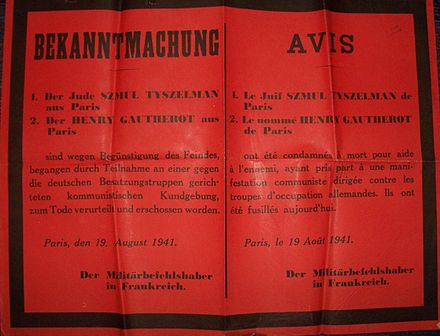 BEKANNTMACHUNG
1. Der Jude SZMUL TYSZELMAN
aus Paris
2. Der HENRY GAUTHEROT aus
Paris
sind wegen Begünstigung des Feindes,
begangen durch Teilnahme an einer gegen
die deutschen Besatzungstruppen gerich-
teten kommunistischen Kundgebung,
zum Tode verurteilt und erschossen worden.
Paris, den 19. August 1941.
Der Militärbefehlshaber
in Frankreich.
AVIS
1. Le Juif SZMUL TYSZELMAN de
Paris
2. Le nommé HENRY GAUTHEROT
de Paris
ont été condamnés à mort pour aide
à l'ennemi, ayant pris part à une mani-
festation communiste dirigée contre les
troupes d'occupation allemandes. Ils ont
été fusillés aujourd'hui.
Paris, le 19 Août 1941.
Der Militärbefehlshaber
in Frankreich.